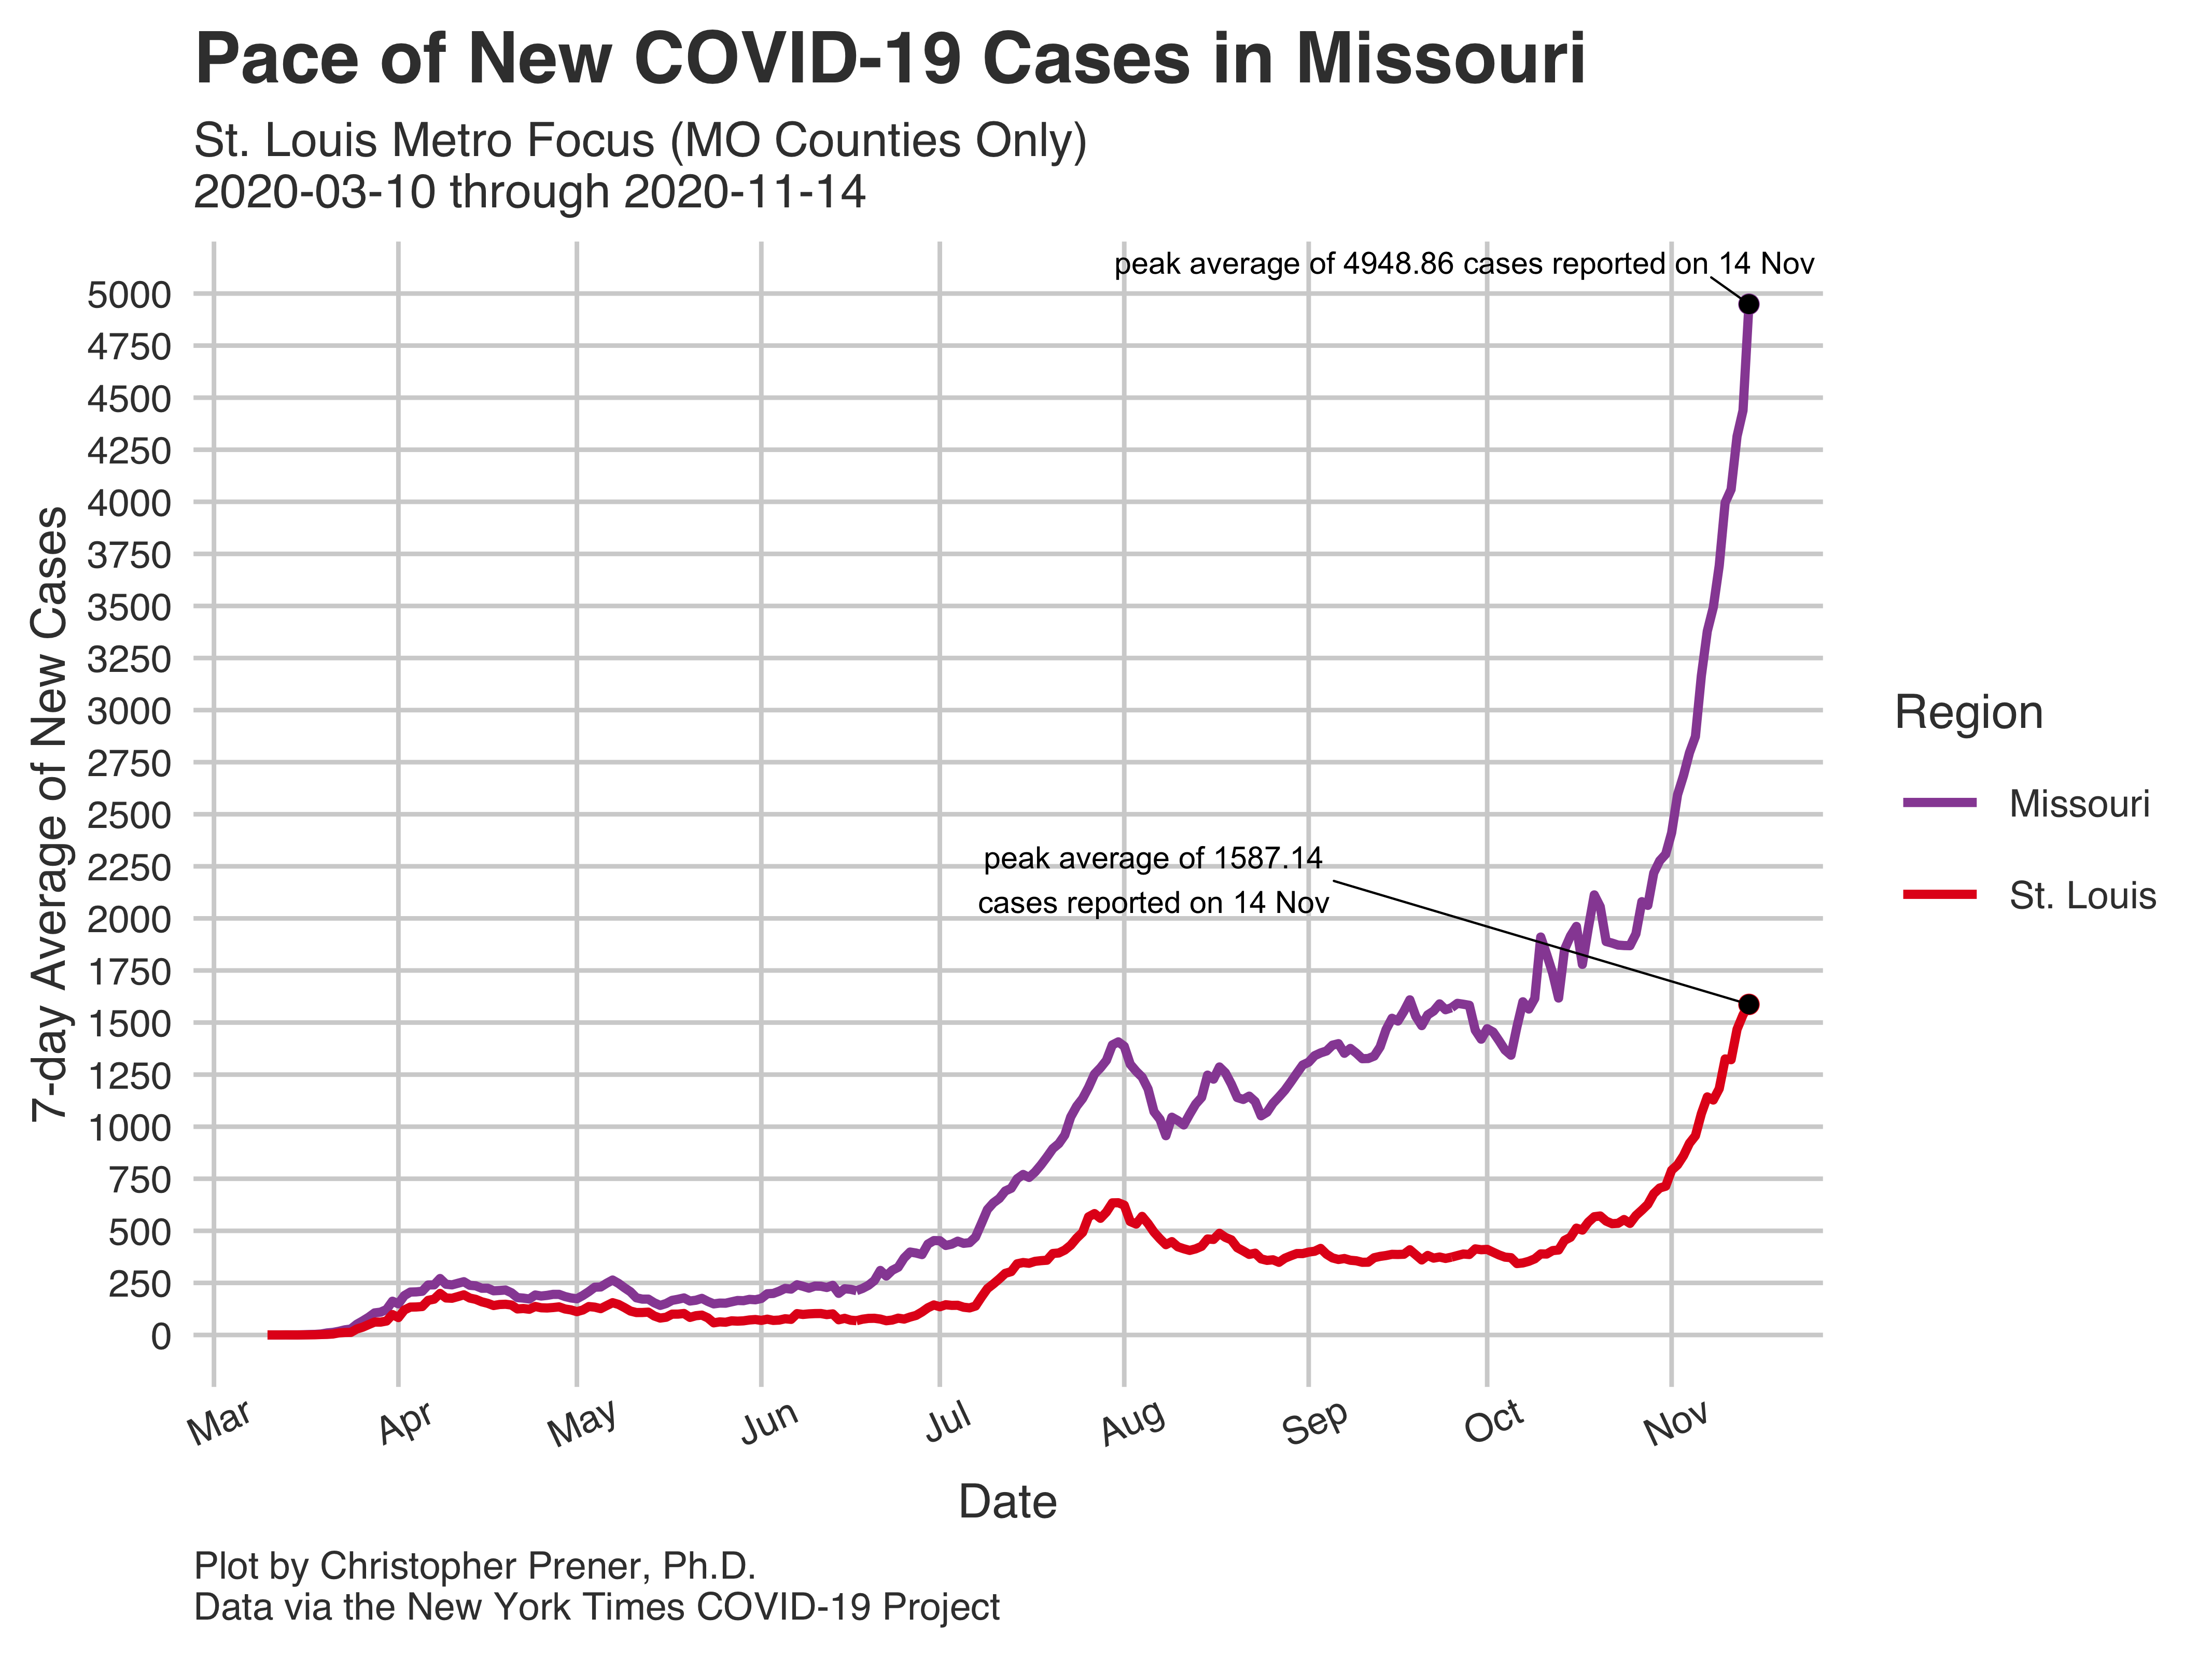 Pace of New COVID-19 Cases in Missouri
St. Louis Metro Focus (MO Counties Only)
2020-03-10 through 2020-11-14
peak average of 4948.86 cases reported on 14 Nov
5000
4750
4500
4250
4000
3750
3500
3250
3000
2750
2500
2250
2000
1750
1500
1250
1000
750
500
250
0
7-day Average of New Cases
peak average of 1587.14
cases reported on 14 Nov
Region
Missouri
St. Louis
Mar Apr May Jun Jul Aug Sep Oct Nov
Date
Plot by Christopher Prener, Ph.D.
Data via the New York Times COVID-19 Project